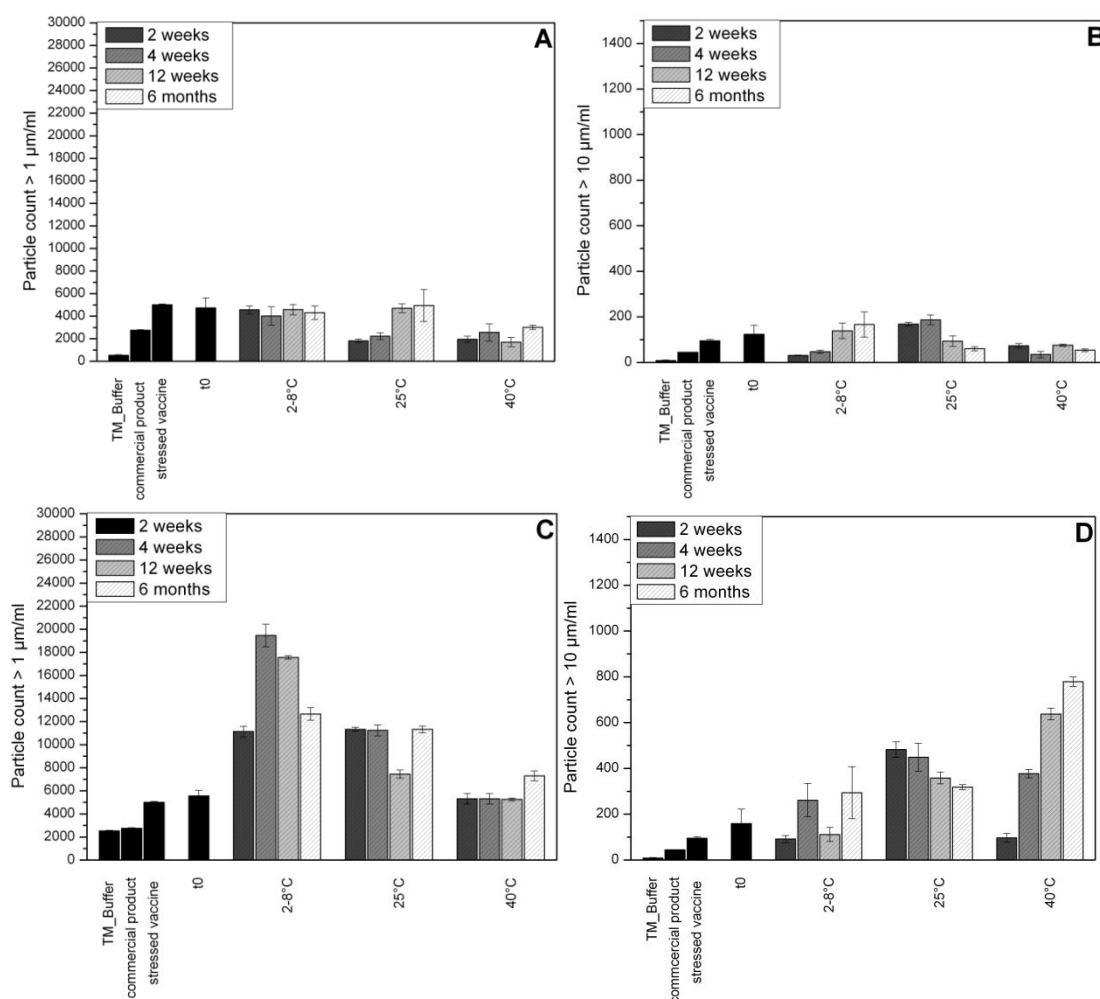 A
2 weeks
4 weeks
12 weeks
6 months
Particle count > 1 µm/ml
30000
28000
26000
24000
22000
20000
18000
16000
14000
12000
10000
8000
6000
4000
2000
0
TM_Buffer
commercial product
stressed vaccine
t0
2-8°C
25°C
40°C
B
2 weeks
4 weeks
12 weeks
6 months
Particle count > 10 µm/ml
1400
1200
1000
800
600
400
200
0
TM_Buffer
commercial product
stressed vaccine
t0
2-8°C
25°C
40°C
C
2 weeks
4 weeks
12 weeks
6 months
Particle count > 1 µm/ml
30000
28000
26000
24000
22000
20000
18000
16000
14000
12000
10000
8000
6000
4000
2000
0
TM_Buffer
commercial product
stressed vaccine
t0
2-8°C
25°C
40°C
D
2 weeks
4 weeks
12 weeks
6 months
Particle count > 10 µm/ml
1400
1200
1000
800
600
400
200
0
TM_Buffer
commcercial product
stressed vaccine
t0
2-8°C
25°C
40°C